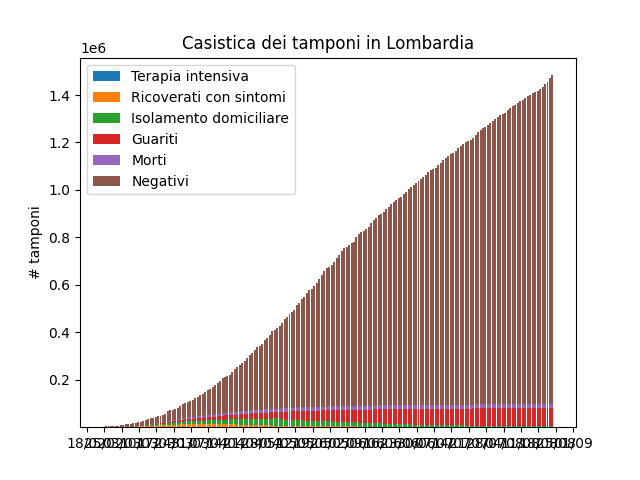 Casistica dei tamponi in Lombardia
1e6
Terapia intensiva
Ricoverati con sintomi
Isolamento domiciliare
Guariti
Morti
Negativi
1.4
1.2
1.0
0.8
0.6
0.4
0.2
# tamponi